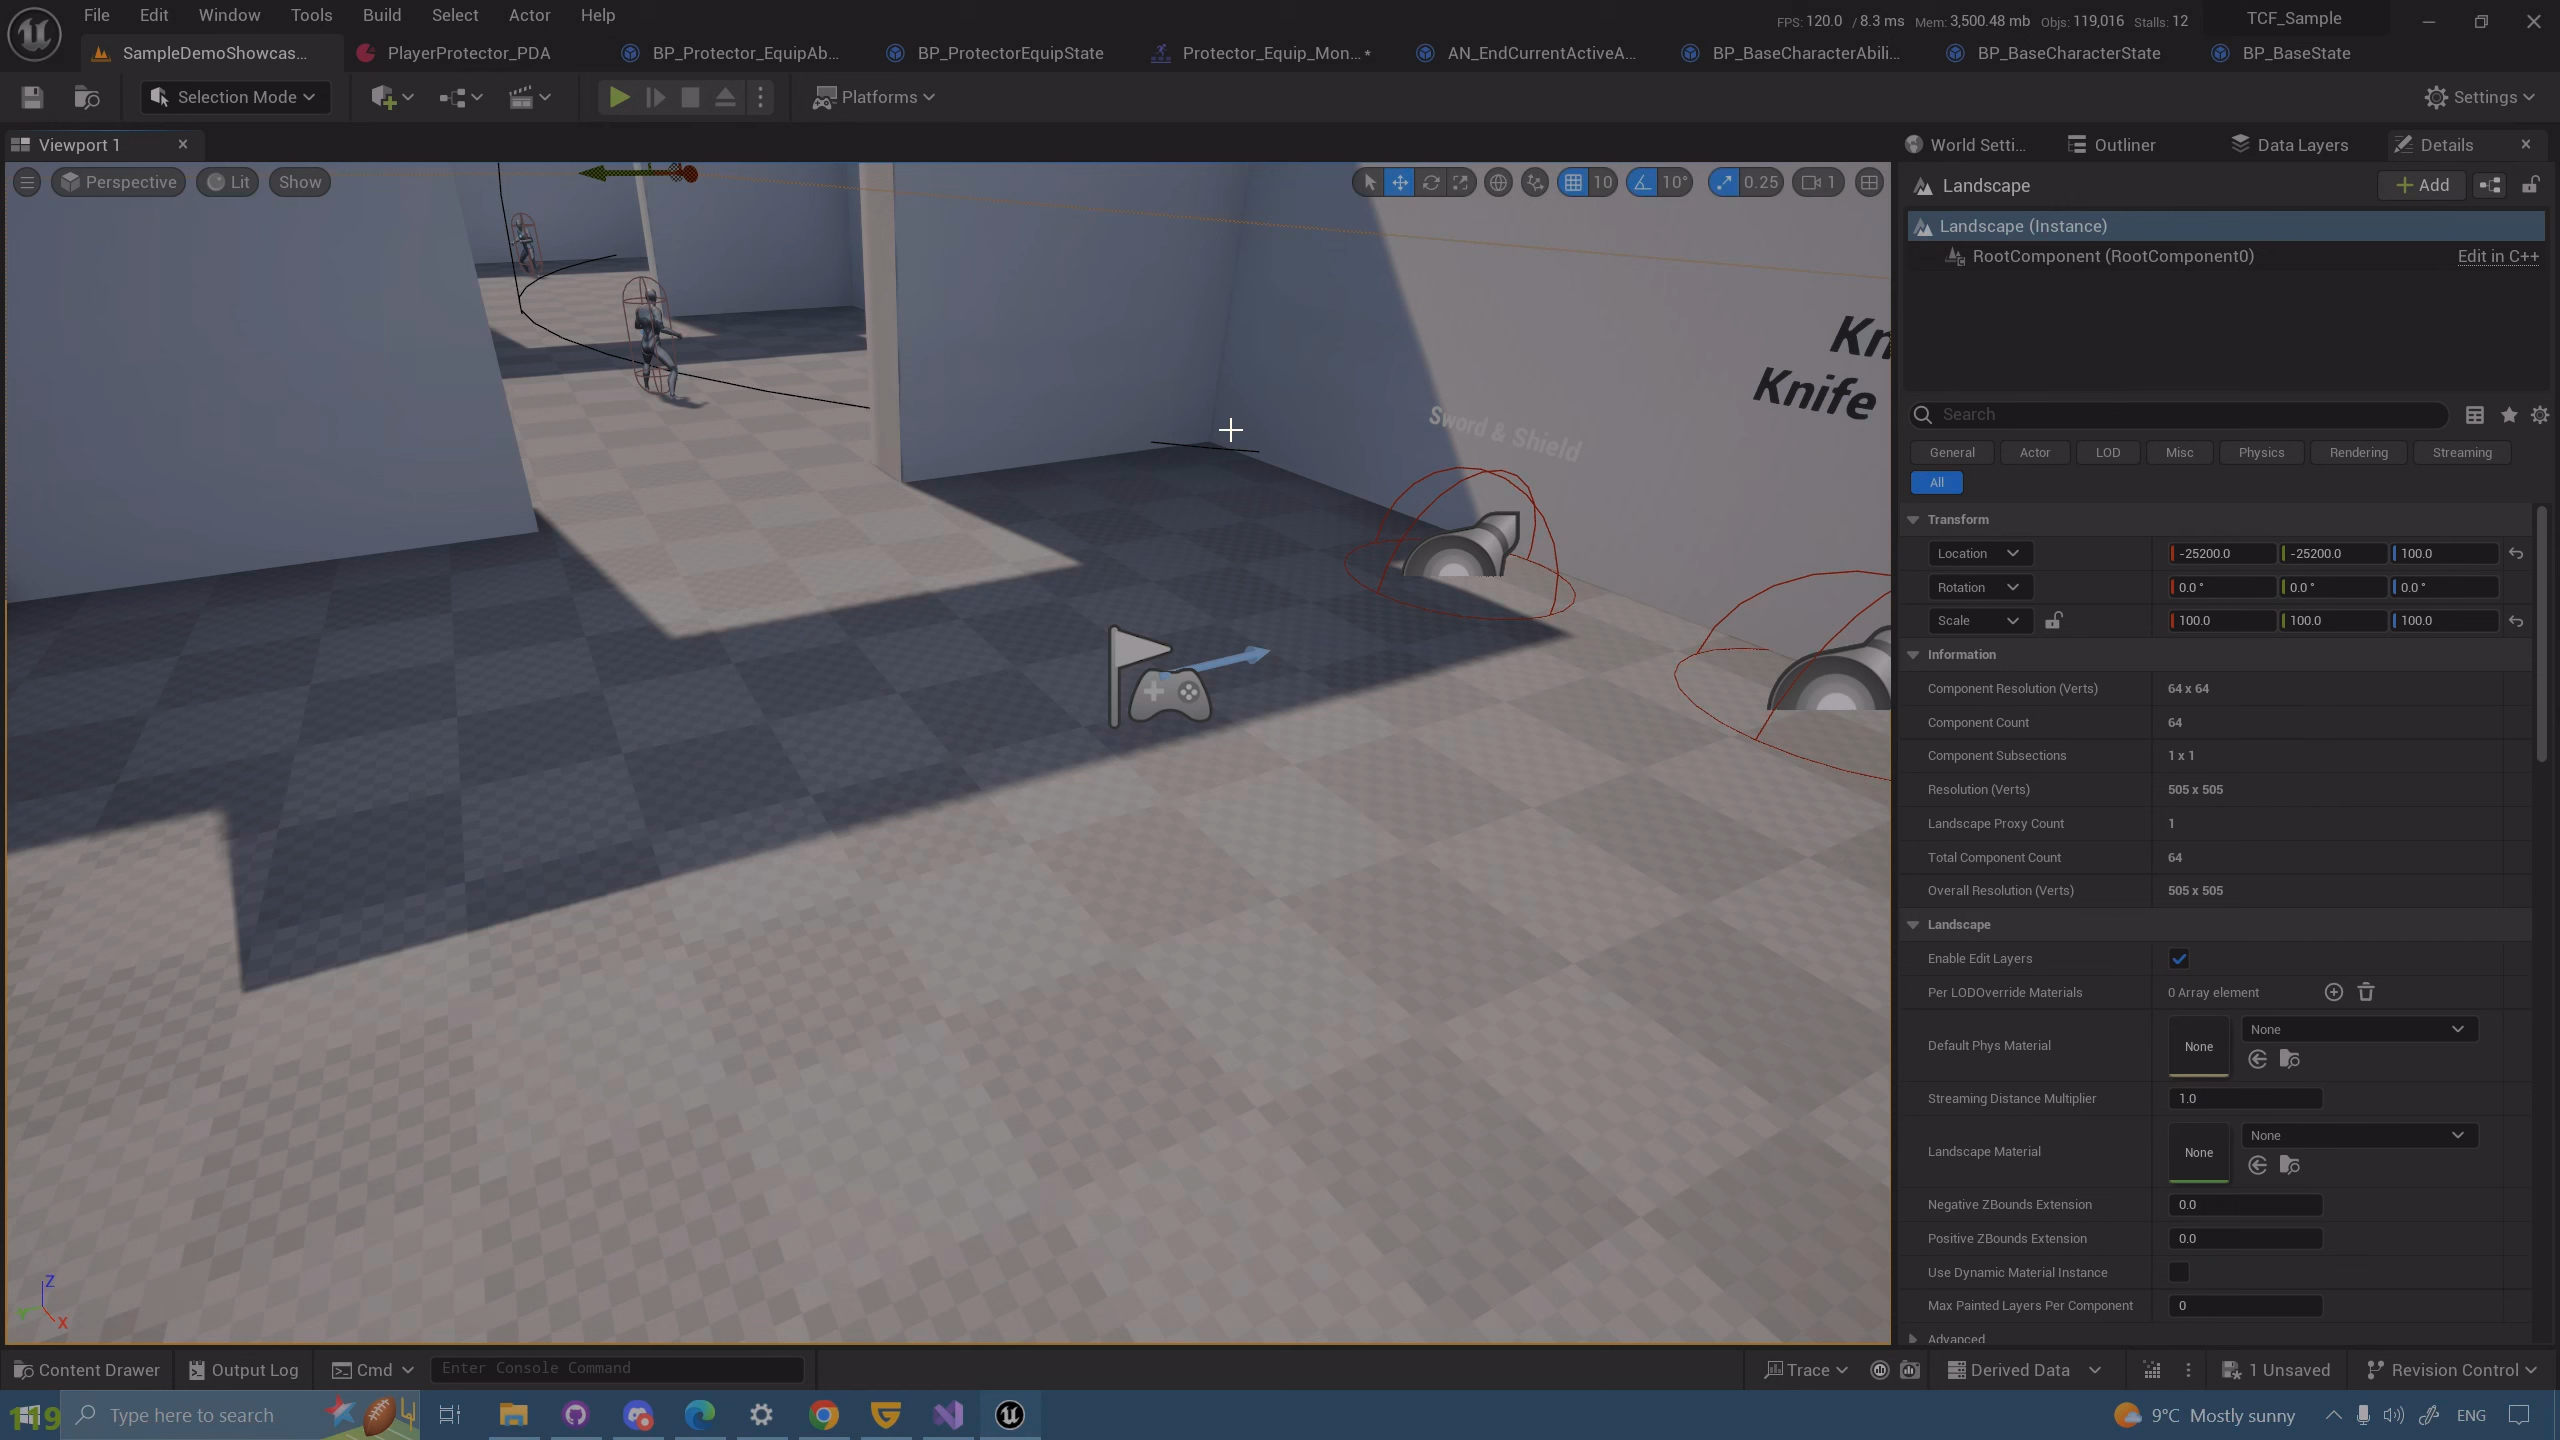 File Edit Window Tools Build Select Actor Help
FPS: 120.0 / 8.3 ms Mem: 3,500.48 mb Objs: 119,016 Stalls: 12
TCF_Sample
SampleDemoShowcas... PlayerProtector_PDA BP_Protector_EquipAb... BP_ProtectorEquipState Protector_Equip_Mon...* AN_EndCurrentActiveA... BP_BaseCharacterAbili... BP_BaseCharacterState BP_BaseState
Selection Mode Platforms Settings
Viewport 1
World Setti... Outliner Data Layers Details
Perspective Lit Show
10 10° 0.25 1
Landscape
Add
Landscape (Instance)
RootComponent (RootComponent0) Edit in C++
Kn
Knife
Sword & Shield
Search
General Actor LOD Misc Physics Rendering Streaming
All
Transform
Location -25200.0 -25200.0 100.0
Rotation 0.0 ° 0.0 ° 0.0 °
Scale 100.0 100.0 100.0
Information
Component Resolution (Verts) 64 x 64
Component Count 64
Component Subsections 1 x 1
Resolution (Verts) 505 x 505
Landscape Proxy Count 1
Total Component Count 64
Overall Resolution (Verts) 505 x 505
Landscape
Enable Edit Layers
Per LODOverride Materials 0 Array element
Default Phys Material None None
Streaming Distance Multiplier 1.0
Landscape Material None None
Negative ZBounds Extension 0.0
Positive ZBounds Extension 0.0
Use Dynamic Material Instance
Max Painted Layers Per Component 0
Advanced
Z
X
Content Drawer Output Log Cmd Enter Console Command
Trace Derived Data 1 Unsaved Revision Control
119
Type here to search
9°C Mostly sunny ENG